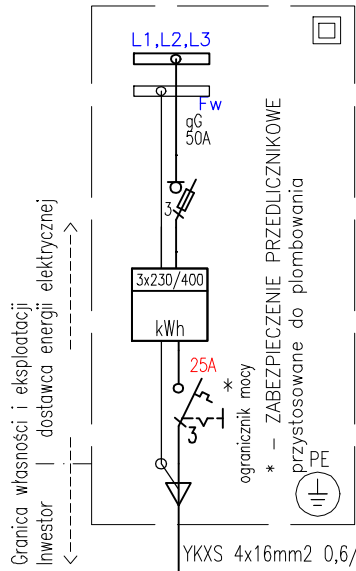 L1,L2,L3
Fw
gG
50A
3
3x230/400
kWh
25A
*
3
ogranicznik mocy
* – ZABEZPIECZENIE PRZEDLICZNIKOWE
przystosowane do plombowania
PE
Granica własności i eksploatacji
Inwestor | dostawca energii elektrycznej
YKXS 4x16mm2 0,6/